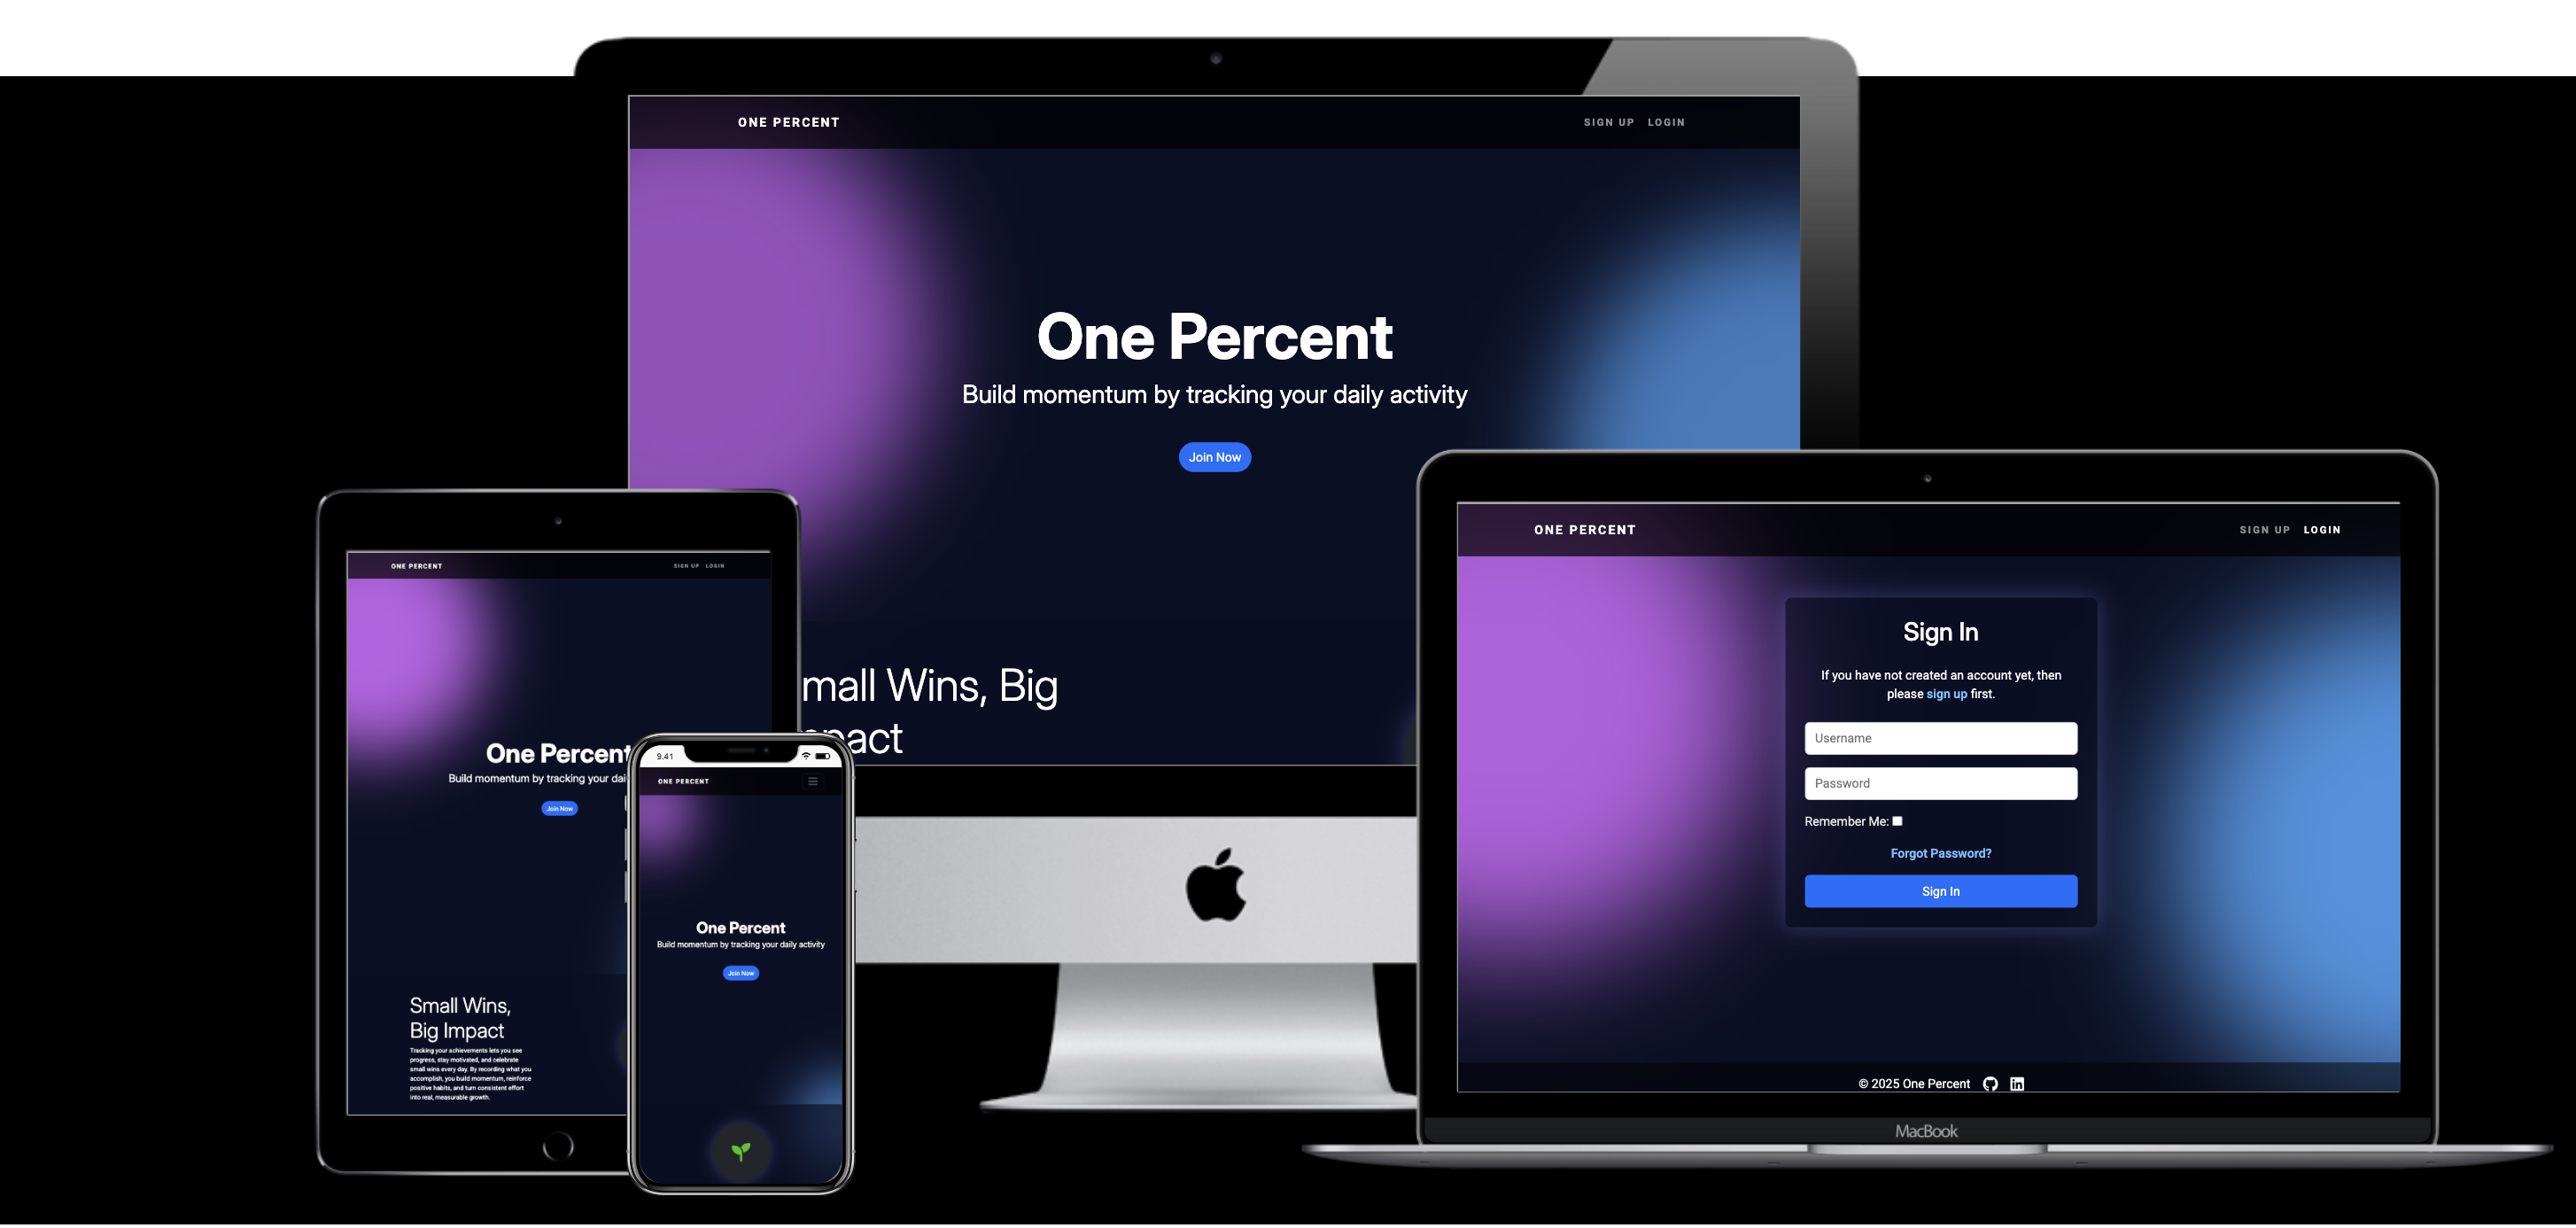 ONE PERCENT
SIGN UP LOGIN
One Percent
Build momentum by tracking your daily activity
Join Now
mall Wins, Big
pact
ONE PERCENT
SIGN UP LOGIN
One Percent
Build momentum by tracking your dai
Join Now
Small Wins,
Big Impact
Tracking your achievements lets you see
progress, stay motivated, and celebrate
small wins every day. By recording what you
accomplish, you build momentum, reinforce
positive habits, and turn consistent effort
into real, measurable growth.
9.41
ONE PERCENT
One Percent
Build momentum by tracking your daily activity
Join Now
ONE PERCENT
SIGN UP LOGIN
Sign In
If you have not created an account yet, then
please sign up first.
Username
Password
Remember Me:
Forgot Password?
Sign In
© 2025 One Percent
MacBook